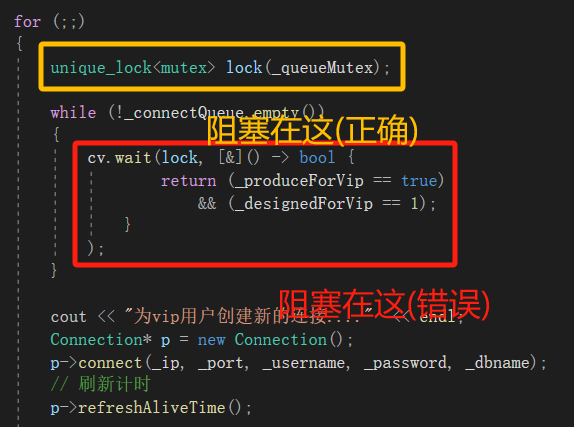 for (;;)
{
unique_lock<mutex> lock(_queueMutex);
while (!_connectQueue.empty())
阻塞在这(正确)
{
cv.wait(lock, [&]() -> bool {
return (_produceForVip == true)
&& (_designedForVip == 1);
}
);
}
阻塞在这(错误)
cout << "为vip用户创建新的连接...." << endl;
Connection* p = new Connection();
p->connect(_ip, _port, _username, _password, _dbname);
// 刷新计时
p->refreshAliveTime();